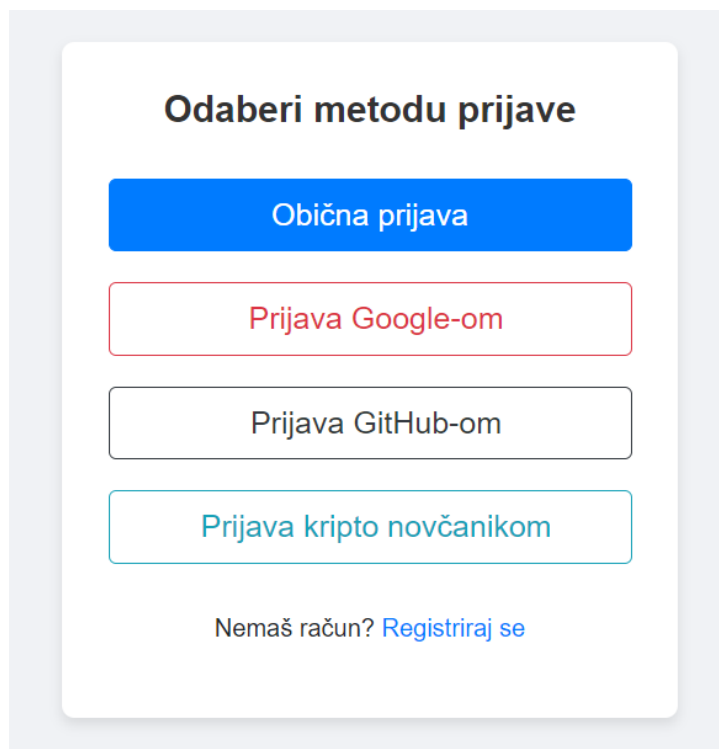 Odaberi metodu prijave
Obična prijava
Prijava Google-om
Prijava GitHub-om
Prijava kripto novčanikom
Nemaš račun? Registriraj se